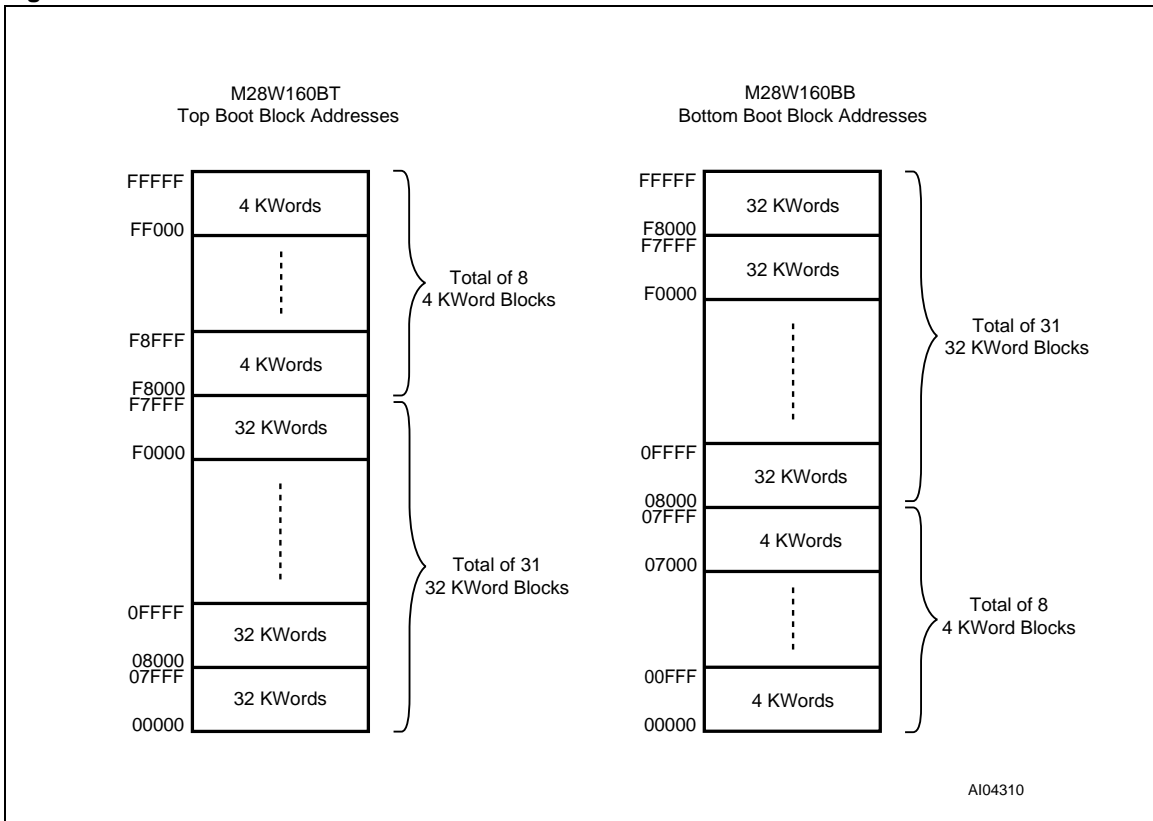 M28W160BT
Top Boot Block Addresses
FFFFF
4 KWords
FF000
Total of 8
4 KWord Blocks
F8FFF
4 KWords
F8000
F7FFF
32 KWords
F0000
Total of 31
32 KWord Blocks
0FFFF
32 KWords
08000
07FFF
32 KWords
00000
M28W160BB
Bottom Boot Block Addresses
FFFFF
32 KWords
F8000
F7FFF
32 KWords
F0000
Total of 31
32 KWord Blocks
0FFFF
32 KWords
08000
07FFF
4 KWords
07000
Total of 8
4 KWord Blocks
00FFF
4 KWords
00000
AI04310